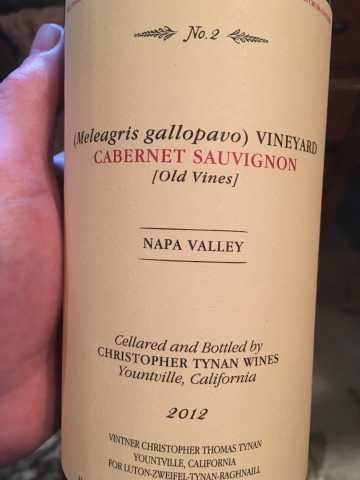 No.2
(Meleagris gallopavo) VINEYARD
CABERNET SAUVIGNON
[Old Vines]
NAPA VALLEY
Cellared and Bottled by
CHRISTOPHER TYNAN WINES
Yountville, California
2012
VINTNER CHRISTOPHER THOMAS TYNAN
YOUNTVILLE, CALIFORNIA
FOR LUTON-ZWEIFEL-TYNAN-RAGHNAILL